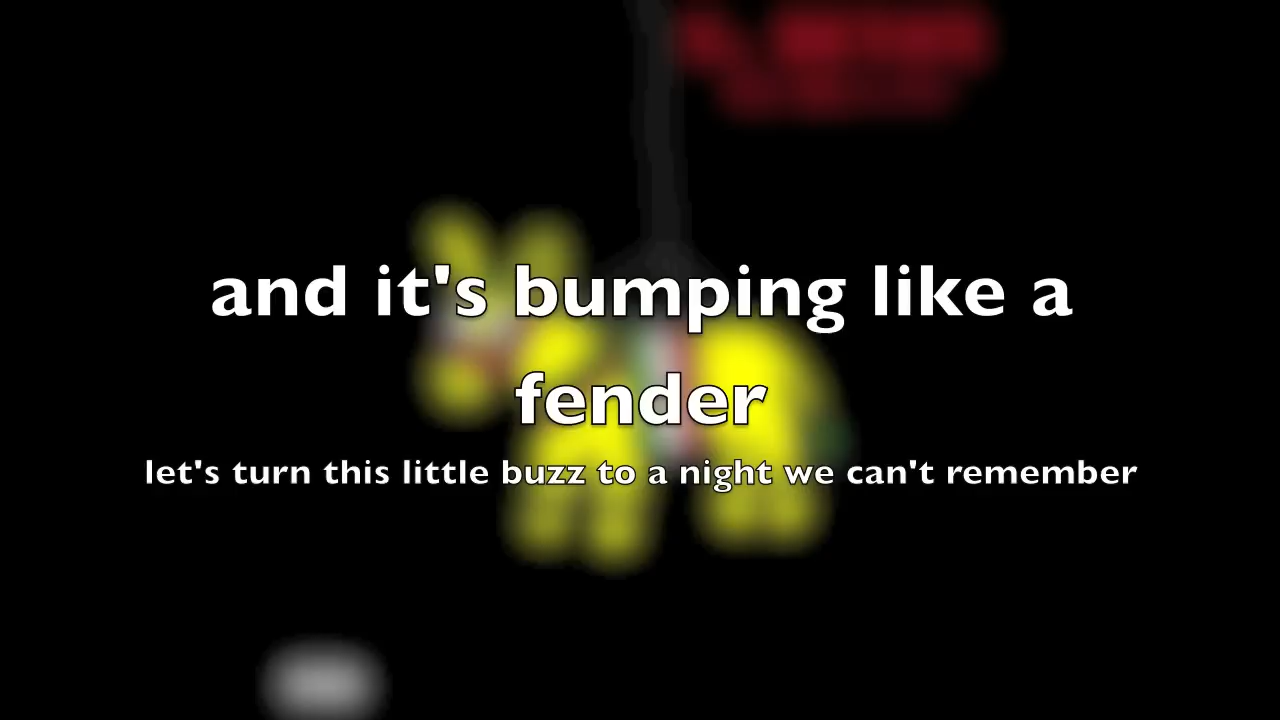 and it's bumping like a
fender
let's turn this little buzz to a night we can't remember